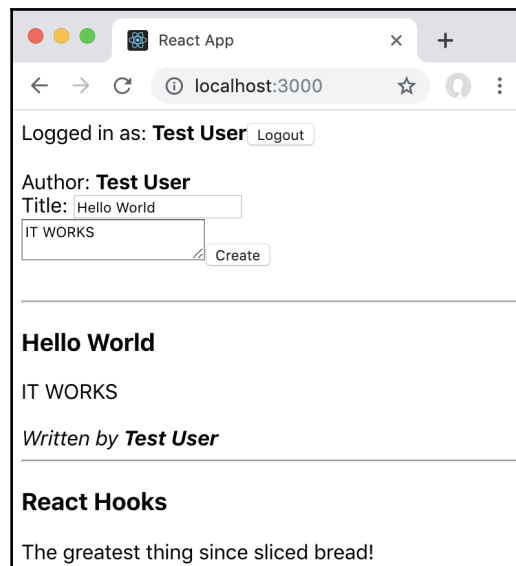 React App
localhost:3000
Logged in as: Test User Logout
Author: Test User
Title: Hello World
IT WORKS
Create
Hello World
IT WORKS
Written by Test User
React Hooks
The greatest thing since sliced bread!